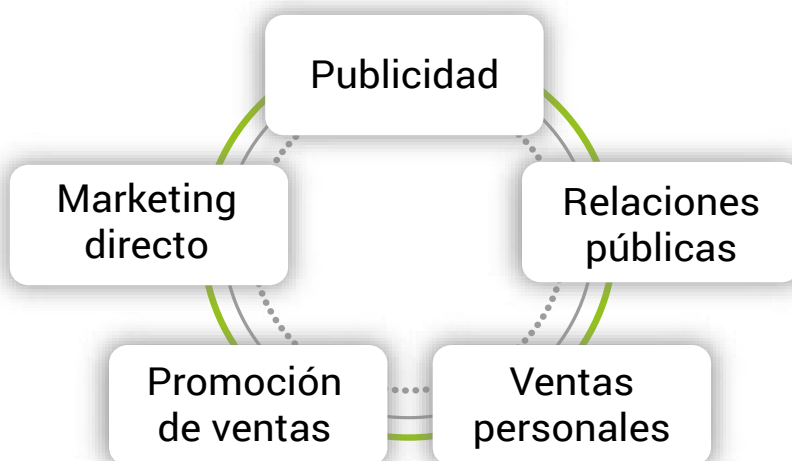 Publicidad
Marketing
directo
Relaciones
públicas
Promoción
de ventas
Ventas
personales